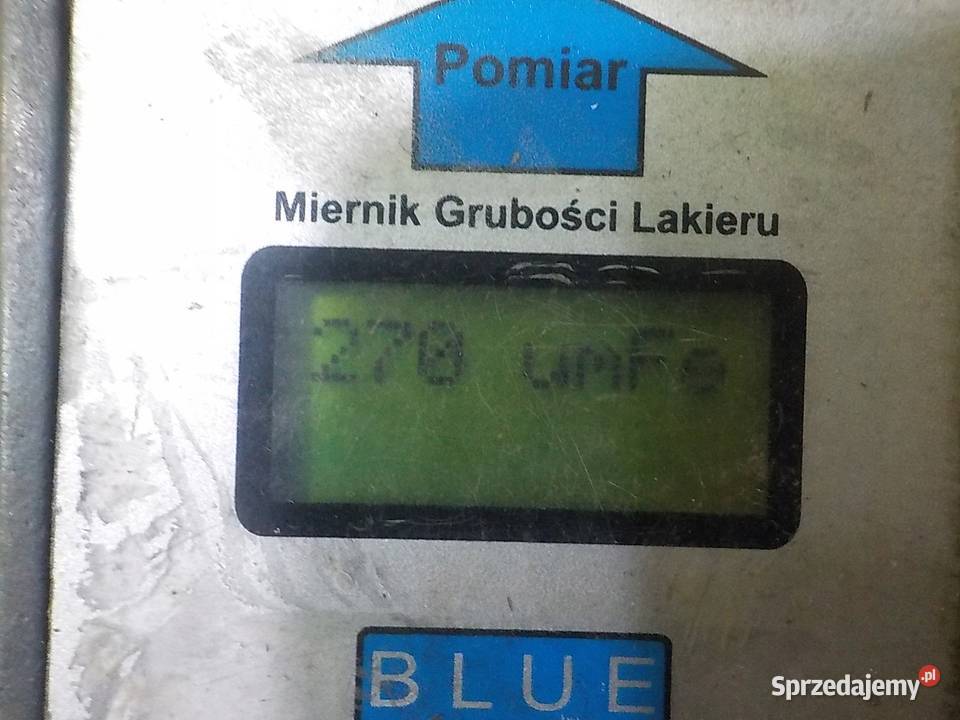 Pomiar
Miernik Grubości Lakieru
270 umFe
BLUE
Sprzedajemy.pl